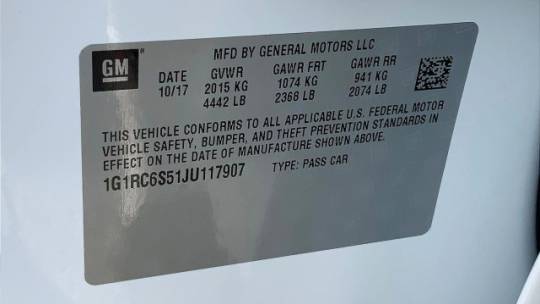 GM
MFD BY GENERAL MOTORS LLC
DATE GVWR GAWR FRT GAWR RR
10/17 2015 KG 1074 KG 941 KG
4442 LB 2368 LB 2074 LB
THIS VEHICLE CONFORMS TO ALL APPLICABLE U.S. FEDERAL MOTOR
VEHICLE SAFETY, BUMPER, AND THEFT PREVENTION STANDARDS IN
EFFECT ON THE DATE OF MANUFACTURE SHOWN ABOVE.
1G1RC6S51JU117907 TYPE: PASS CAR